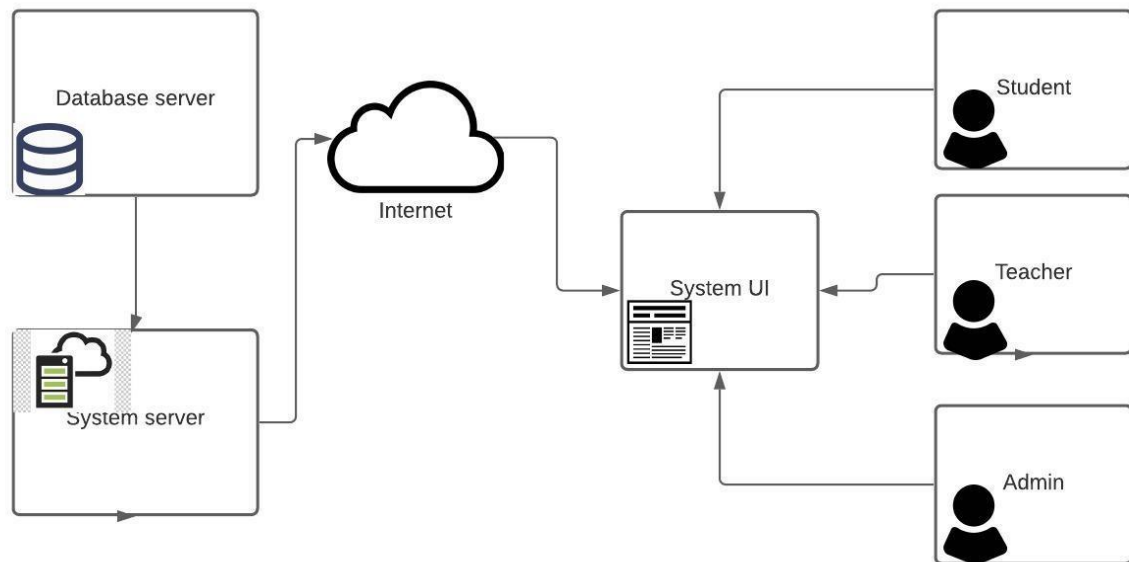 Database server
Student
Internet
Teacher
System UI
System server
Admin